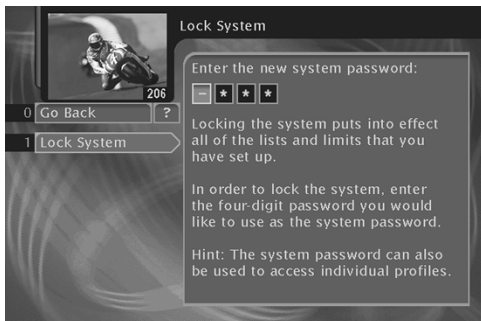 Lock System
206
Enter the new system password:
– * * *
0 Go Back ?
1 Lock System
Locking the system puts into effect
all of the lists and limits that you
have set up.
In order to lock the system, enter
the four-digit password you would
like to use as the system password.
Hint: The system password can also
be used to access individual profiles.